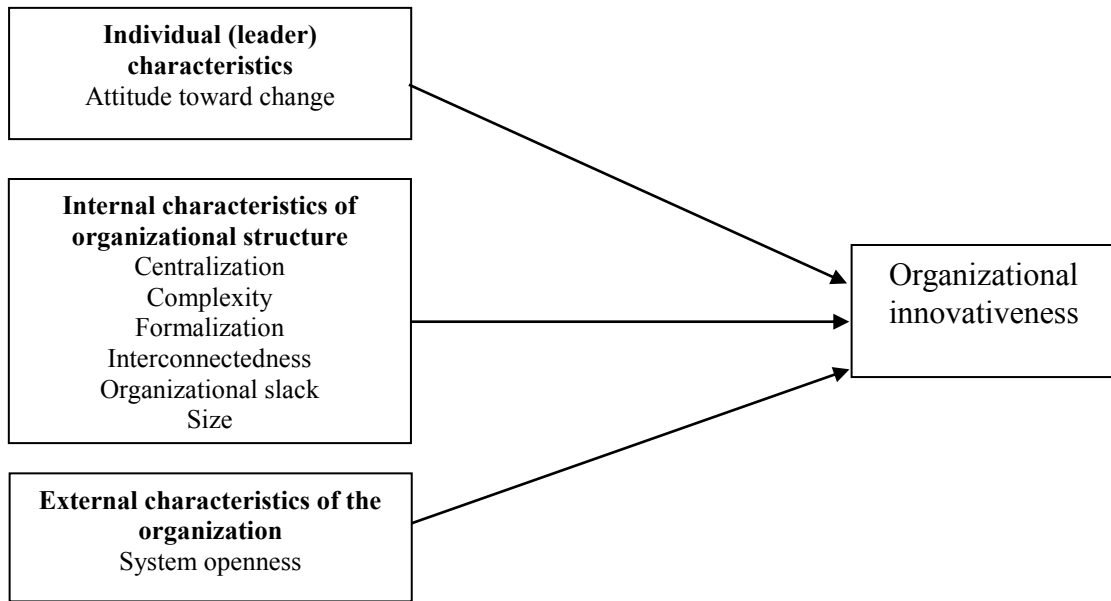 Individual (leader)
characteristics
Attitude toward change
Internal characteristics of
organizational structure
Centralization
Complexity
Formalization
Interconnectedness
Organizational slack
Size
External characteristics of the
organization
System openness
Organizational
innovativeness